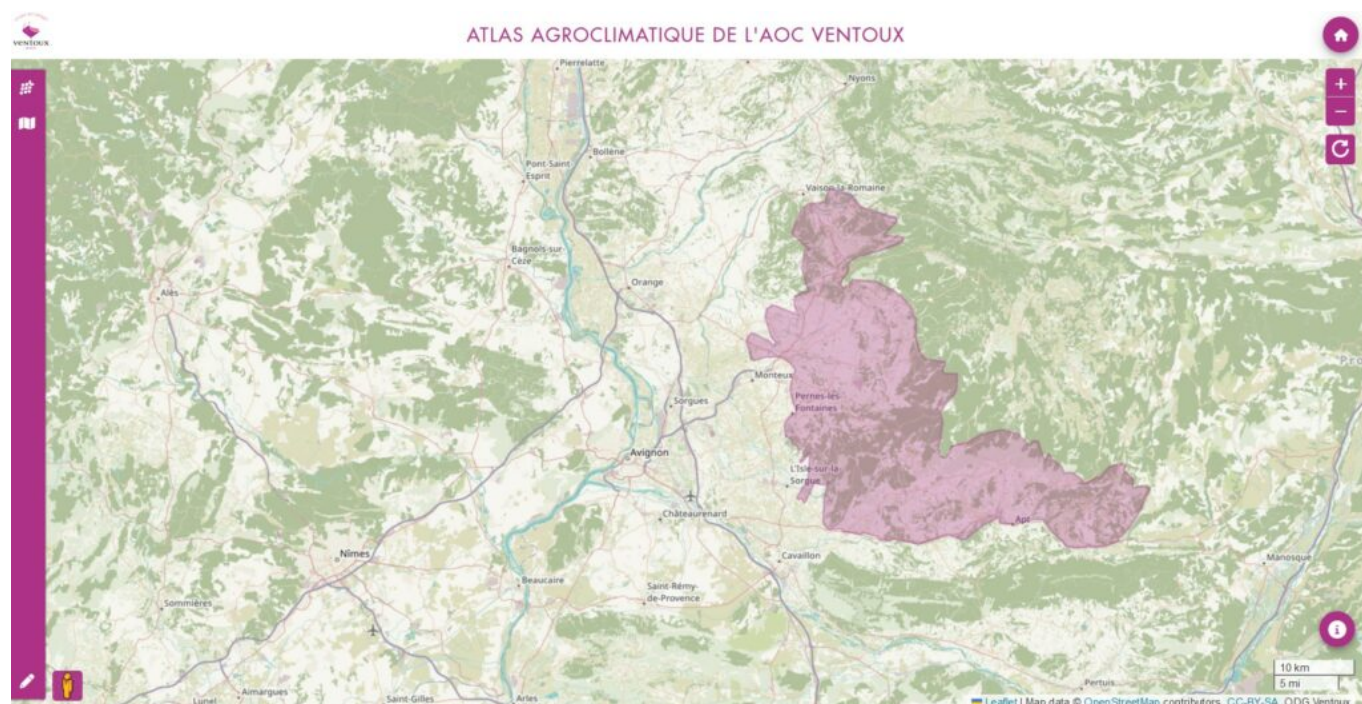 VENTOUX
ATLAS AGROCLIMATIQUE DE L'AOC VENTOUX
Pierrelatte
Nyons
+
−
Bollène
Pont-Saint
Esprit
Vaison-la-Romaine
Bagnols-sur-
Cèze
Orange
Alès
Monteux
Sorgues
Pernes-les-
Fontaines
Avignon
L'Isle-sur-la
Sorgue
Châteaurenard
Apt
Nîmes
Cavaillon
Manosque
Beaucaire
Saint-Rémy-
de-Provence
Sommières
Pertuis
10 km
5 mi
Lunel
Aimargues
Saint-Gilles
Arles
Leaflet | Map data © OpenStreetMap contributors, CC-BY-SA, ODG Ventoux